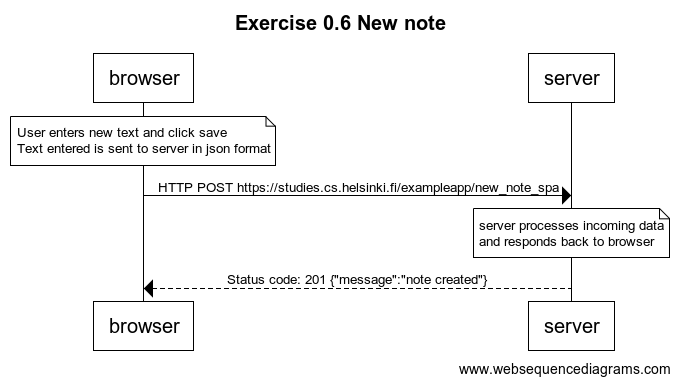 Exercise 0.6 New note
browser
server
User enters new text and click save
Text entered is sent to server in json format
HTTP POST https://studies.cs.helsinki.fi/exampleapp/new_note_spa
server processes incoming data
and responds back to browser
Status code: 201 {"message":"note created"}
browser
server
www.websequencediagrams.com